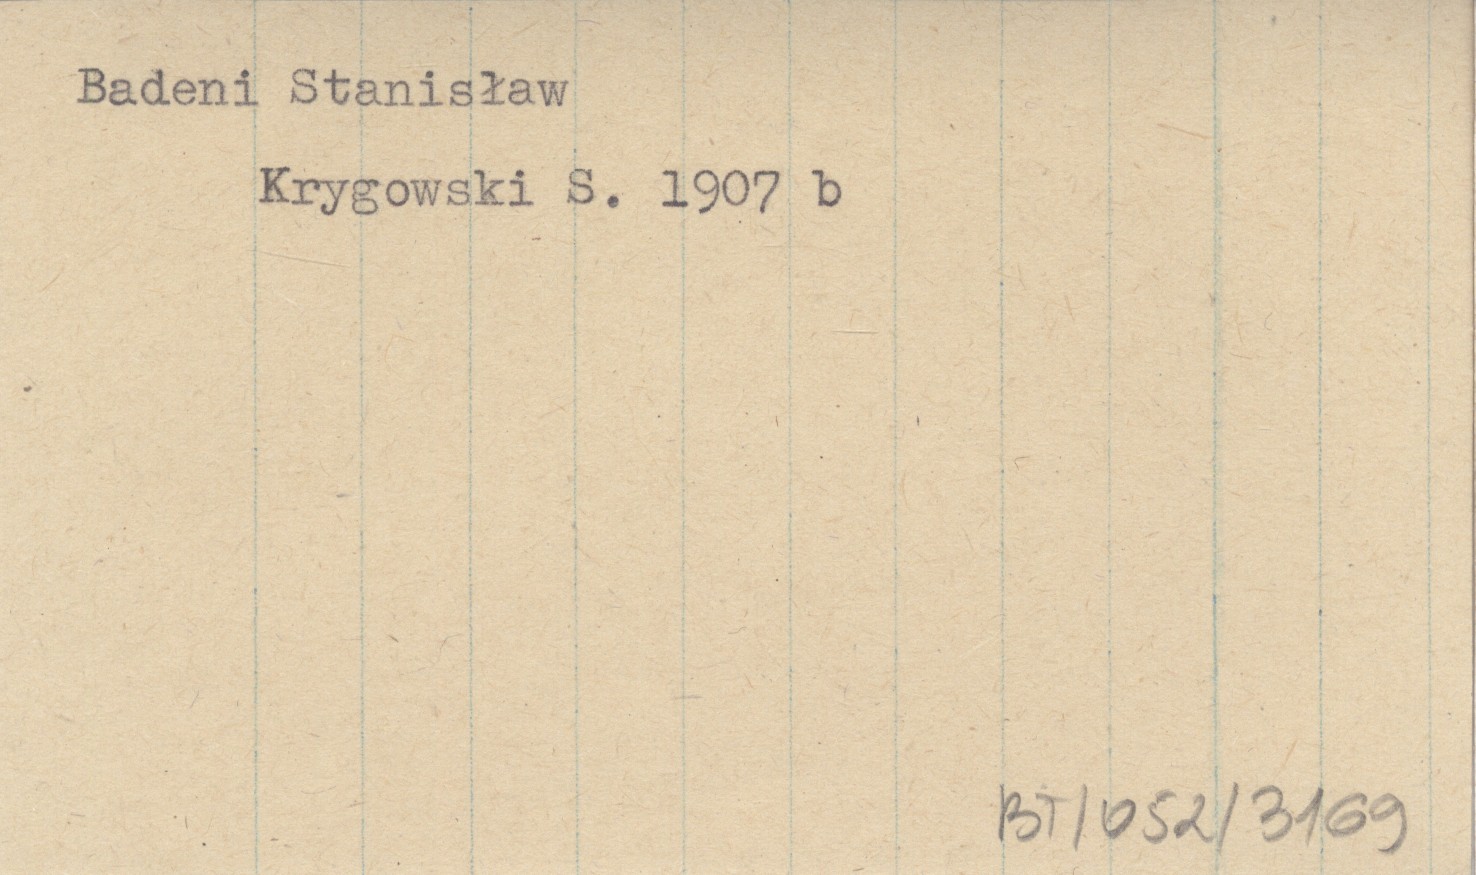 Badeni Stanisław
Krygowski S. 1907 b
BT/052/3169